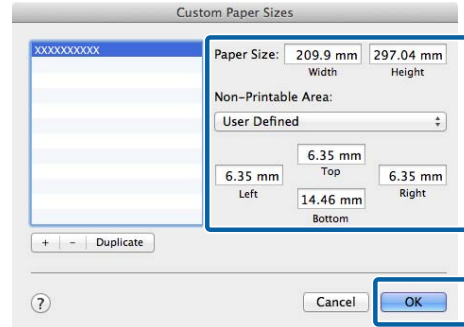 Custom Paper Sizes
XXXXXXXXXX
Paper Size: 209.9 mm 297.04 mm
Width Height
Non-Printable Area:
User Defined
6.35 mm
Top
6.35 mm 6.35 mm
Left Right
14.46 mm
Bottom
+ - Duplicate
? Cancel OK